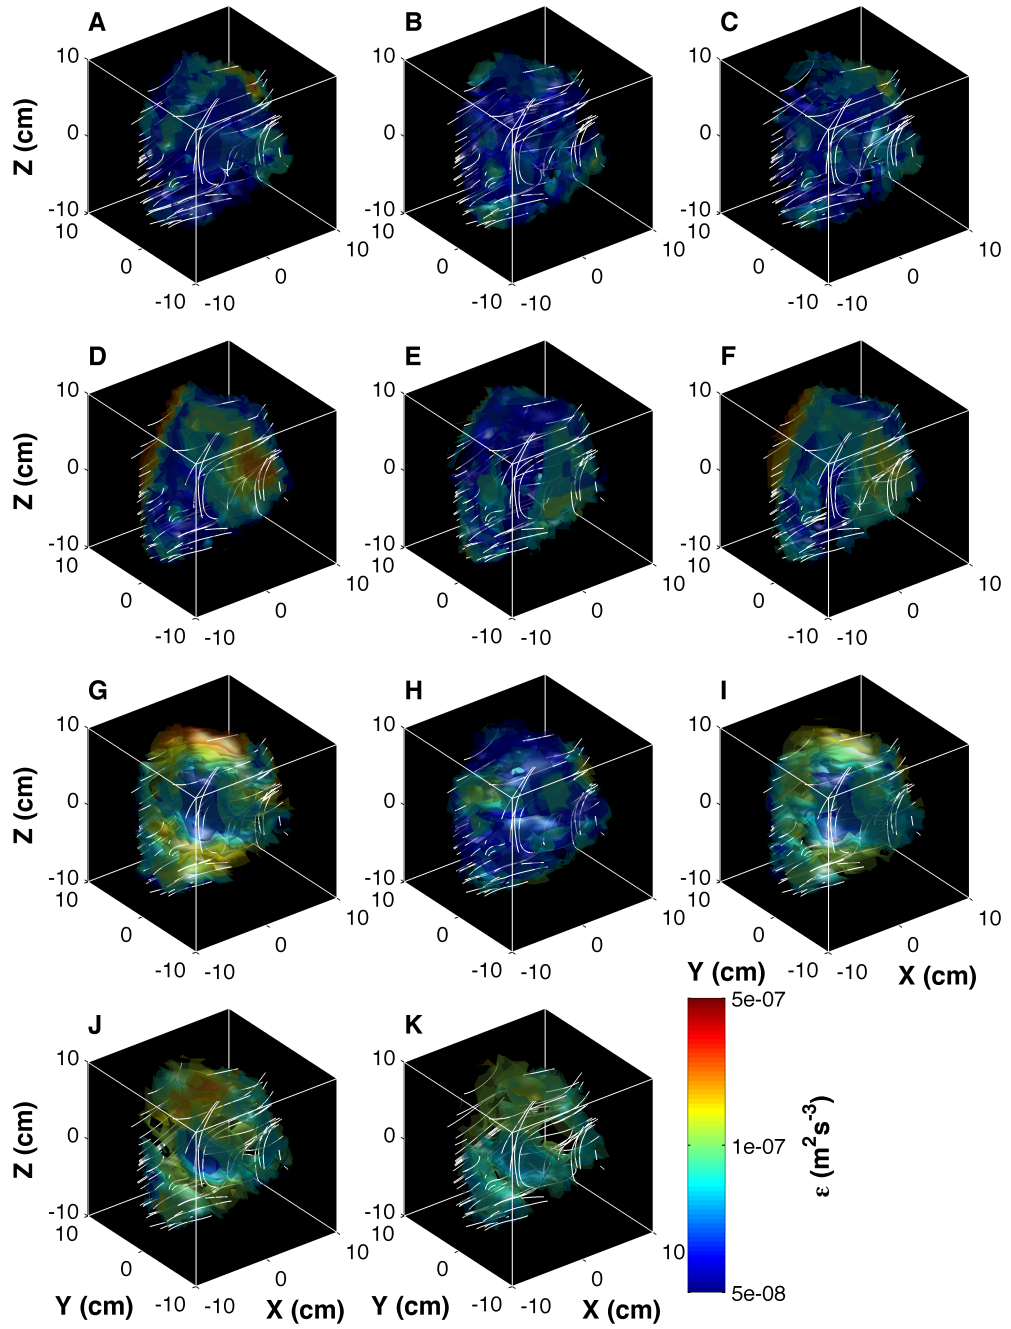 A B C
10 10 10
Z (cm)
0 0 0
-10 -10 -10
10 10 10 10
0 0 0 0 0 0
-10 -10 -10 -10 -10 -10
D E F
10 10 10
Z (cm)
0 0 0
-10 -10 -10
10 10 10 10 10
0 0 0 0 0 0
-10 -10 -10 -10 -10 -10
G H I
10 10 10
Z (cm)
0 0 0
-10 -10 -10
10 10 10 10 10
0 0 0 0 0
-10 -10 -10 -10 Y (cm) -10 -10 X (cm)
J K
5e-07
10 10
Z (cm)
0 0
1e-07
ε (m²s⁻³)
-10 -10
10 10 10 10
0 0 0 0
5e-08
Y (cm) -10 -10 X (cm) Y (cm) -10 -10 X (cm)